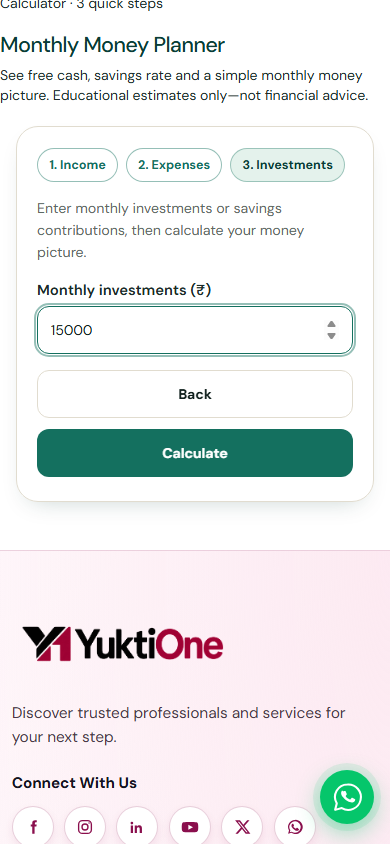 Calculator · 3 quick steps
Monthly Money Planner
See free cash, savings rate and a simple monthly money
picture. Educational estimates only—not financial advice.
1. Income
2. Expenses
3. Investments
Enter monthly investments or savings
contributions, then calculate your money
picture.
Monthly investments (₹)
15000
Back
Calculate
YuktiOne
Discover trusted professionals and services for
your next step.
Connect With Us